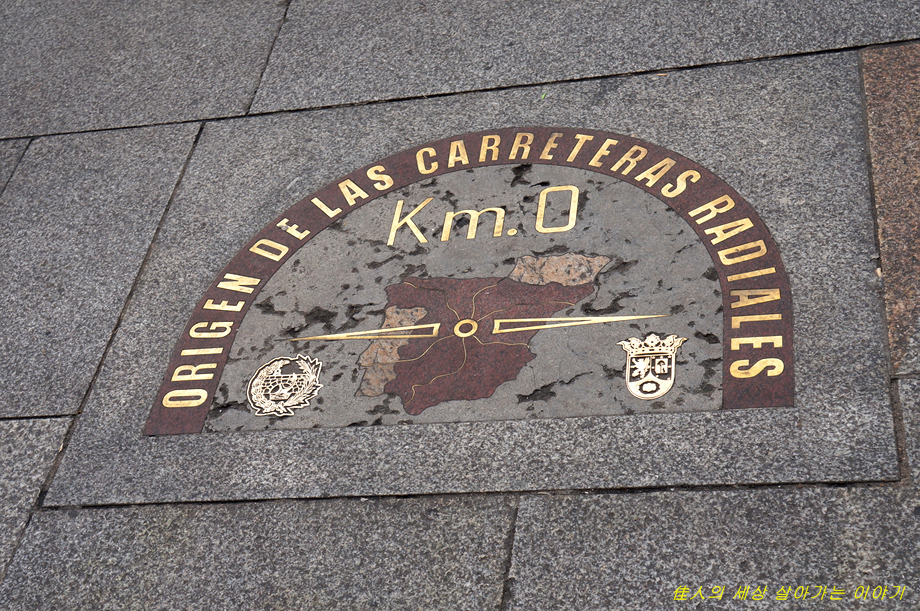 ORIGEN DE LAS CARRETERAS RADIALES
Km. 0
佳人의 세상 살아가는 이야기